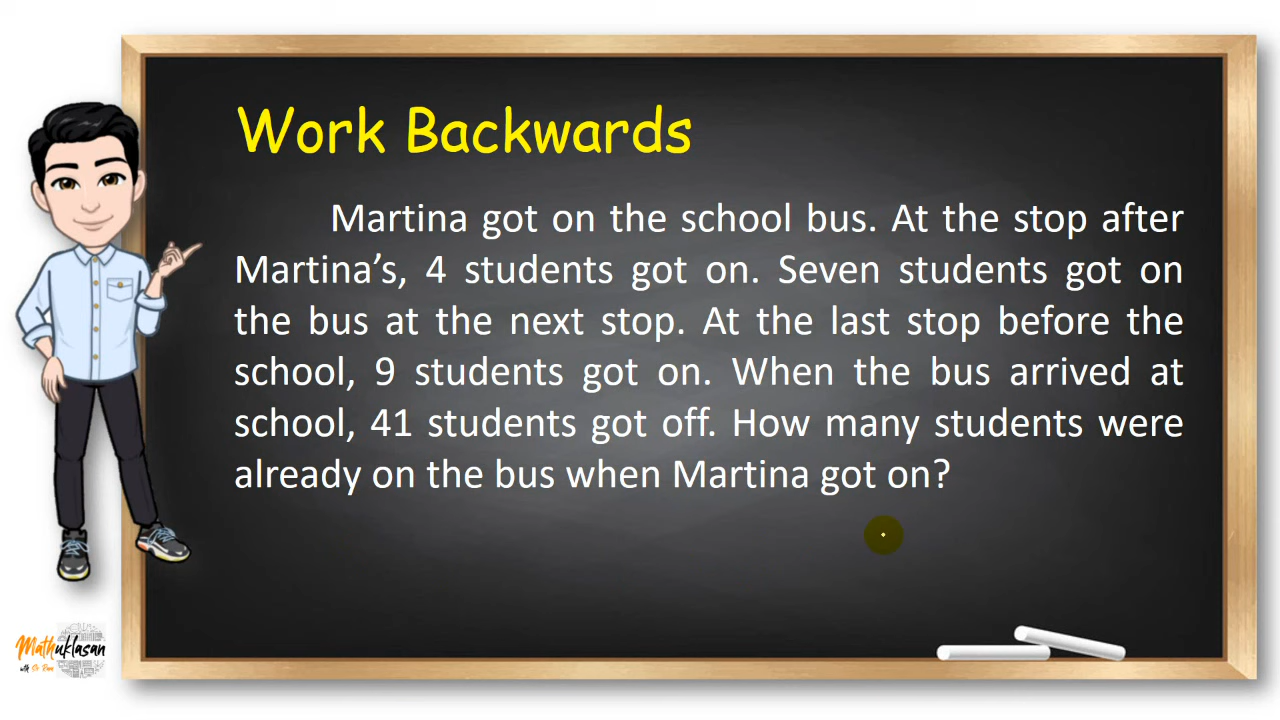 Work Backwards
Martina got on the school bus. At the stop after
Martina’s, 4 students got on. Seven students got on
the bus at the next stop. At the last stop before the
school, 9 students got on. When the bus arrived at
school, 41 students got off. How many students were
already on the bus when Martina got on?
Mathuklasan
with Sir Ram